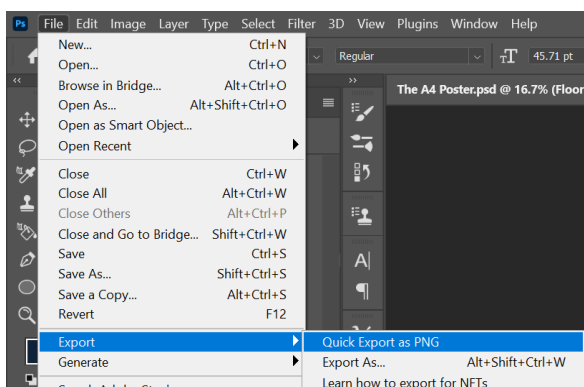 Ps File Edit Image Layer Type Select Filter 3D View Plugins Window Help
New... Ctrl+N
Open... Ctrl+O
Browse in Bridge... Alt+Ctrl+O
Open As... Alt+Shift+Ctrl+O
Open as Smart Object...
Open Recent
Close Ctrl+W
Close All Alt+Ctrl+W
Close Others Alt+Ctrl+P
Close and Go to Bridge... Shift+Ctrl+W
Save Ctrl+S
Save As... Shift+Ctrl+S
Save a Copy... Alt+Ctrl+S
Revert F12
Export
Generate
Regular
45.71 pt
The A4 Poster.psd @ 16.7% (Floor
Quick Export as PNG
Export As... Alt+Shift+Ctrl+W
Learn how to export for NFTs